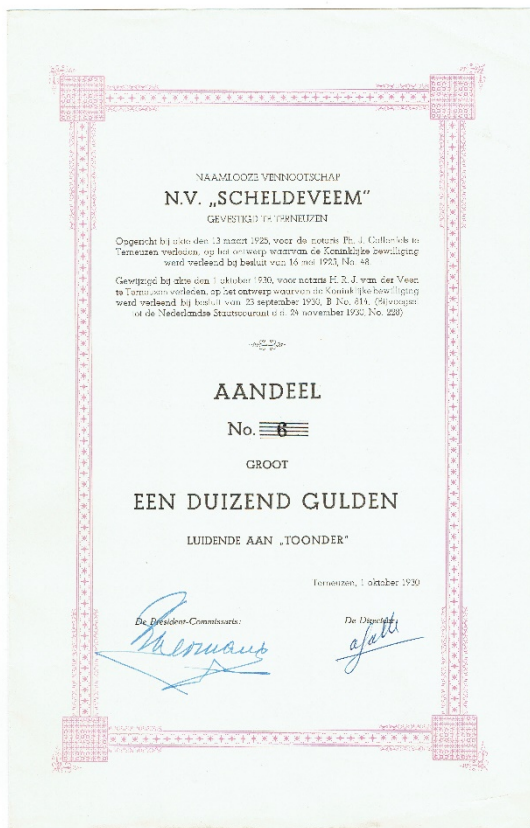 NAAMLOOZE VENNOOTSCHAP
N.V. „SCHELDEVEEM"
GEVESTIGD TE TERNEUZEN
Opgericht bij akte den 13 maart 1925, voor de notaris Ph. J. Callenfels te
Terneuzen verleden, op het ontwerp waarvan de Koninklijke bewilliging
werd verleend bij besluit van 16 mei 1923, No. 48.
Gewijzigd bij akte den 1 oktober 1930, voor notaris H. R. J. van der Veen
te Terneuzen verleden, op het ontwerp waarvan de Koninklijke bewilliging
werd verleend bij besluit van 23 september 1930, B No. 814. (Bijvoegsel
tot de Nederlandse Staatscourant d.d. 24 november 1930, No. 228)
AANDEEL
No. 6
GROOT
EEN DUIZEND GULDEN
LUIDENDE AAN „TOONDER"
Terneuzen, 1 oktober 1930
De President-Commissaris:
De Directeur: